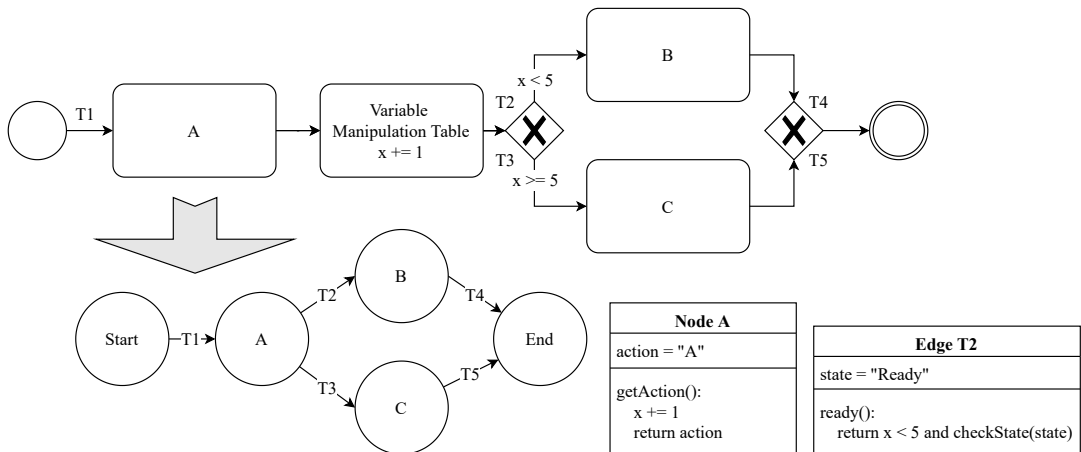 T1
A
Variable
Manipulation Table
x += 1
T2
x < 5
T3
x >= 5
B
C
T4
T5
Start
T1
A
T2
B
T4
T3
C
T5
End
Node A
action = "A"
getAction():
x += 1
return action
Edge T2
state = "Ready"
ready():
return x < 5 and checkState(state)